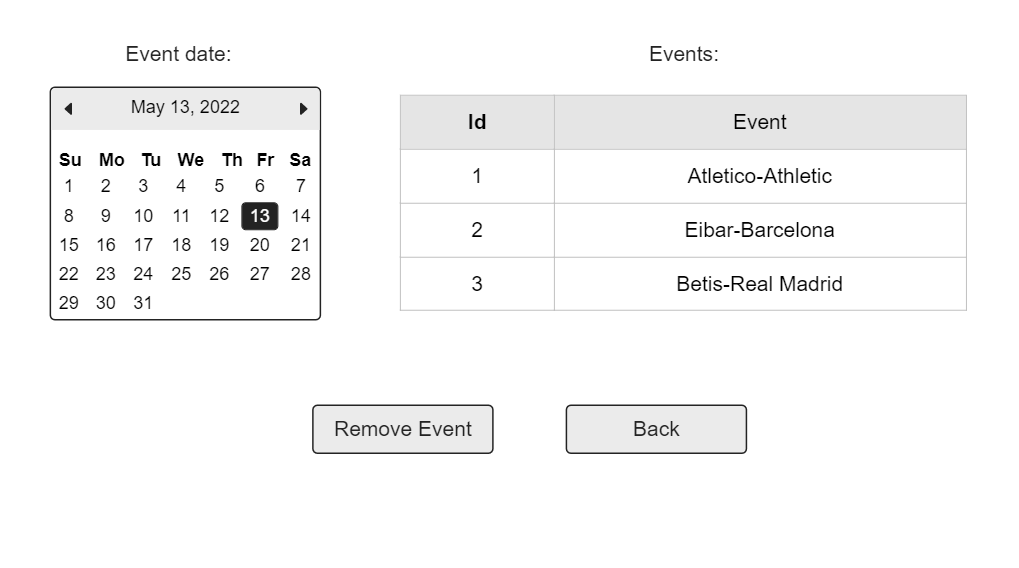 Event date:
May 13, 2022
Su Mo Tu We Th Fr Sa
1 2 3 4 5 6 7
8 9 10 11 12 13 14
15 16 17 18 19 20 21
22 23 24 25 26 27 28
29 30 31
Events:
Id Event
1 Atletico-Athletic
2 Eibar-Barcelona
3 Betis-Real Madrid
Remove Event
Back